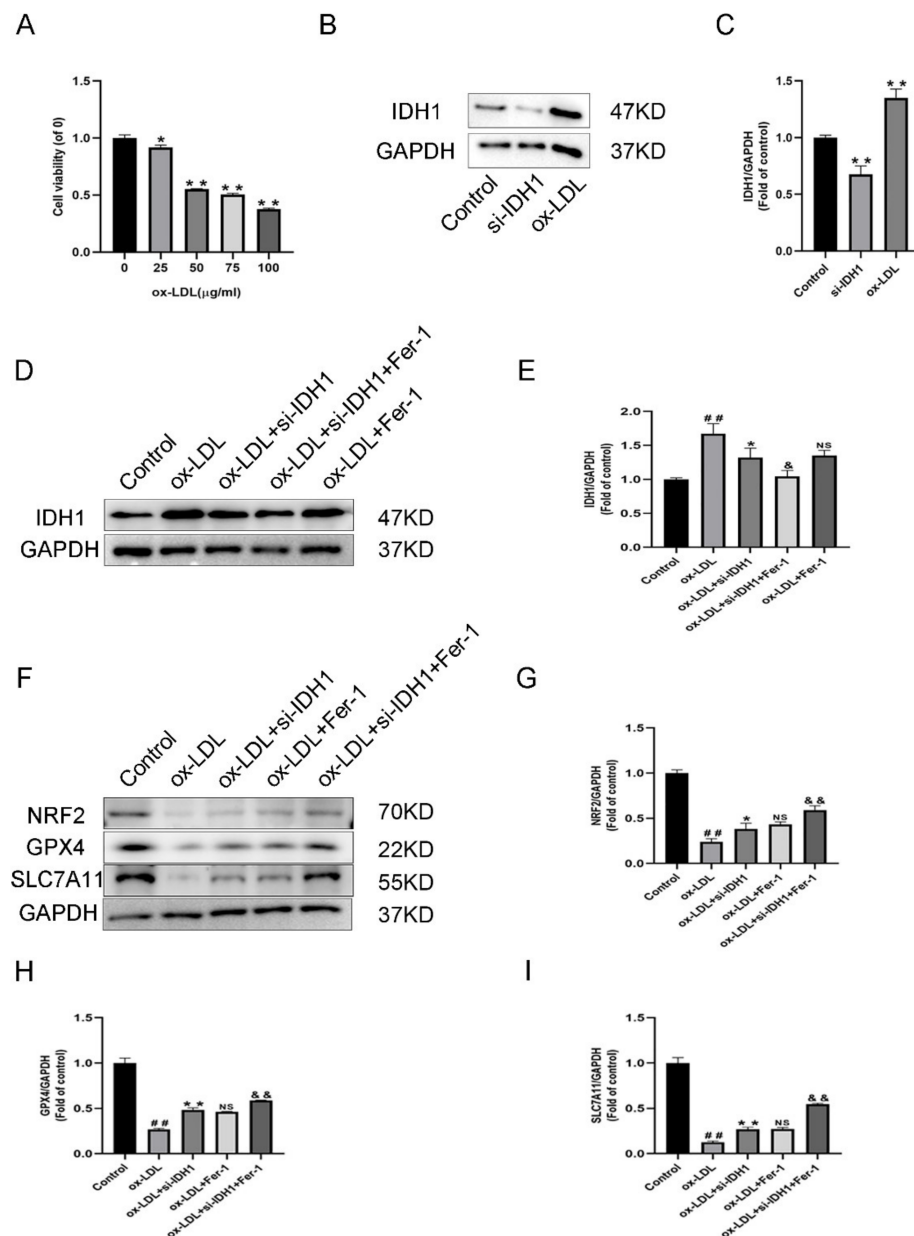 A
B
C
Cell viability (of 0)
1.5
1.0
0.5
0.0
*
* *
* *
* *
0 25 50 75 100
ox-LDL(μg/ml)
IDH1 47KD
GAPDH 37KD
Control si-IDH1 ox-LDL
IDH1/GAPDH
(Fold of control)
1.5
1.0
0.5
0.0
* *
* *
Control si-IDH1 ox-LDL
D
Control ox-LDL ox-LDL+si-IDH1 ox-LDL+si-IDH1+Fer-1 ox-LDL+Fer-1
IDH1 47KD
GAPDH 37KD
E
IDH1/GAPDH
(Fold of control)
2.0
1.5
1.0
0.5
0.0
# #
*
&
NS
Control ox-LDL ox-LDL+si-IDH1 ox-LDL+si-IDH1+Fer-1 ox-LDL+Fer-1
F
Control ox-LDL ox-LDL+si-IDH1 ox-LDL+Fer-1 ox-LDL+si-IDH1+Fer-1
NRF2 70KD
GPX4 22KD
SLC7A11 55KD
GAPDH 37KD
G
NRF2/GAPDH
(Fold of control)
1.5
1.0
0.5
0.0
# #
*
NS
& &
Control ox-LDL ox-LDL+si-IDH1 ox-LDL+Fer-1 ox-LDL+si-IDH1+Fer-1
H
GPX4/GAPDH
(Fold of control)
1.5
1.0
0.5
0.0
# #
* *
NS
& &
Control ox-LDL ox-LDL+si-IDH1 ox-LDL+Fer-1 ox-LDL+si-IDH1+Fer-1
I
SLC7A11/GAPDH
(Fold of control)
1.5
1.0
0.5
0.0
# #
* *
NS
& &
Control ox-LDL ox-LDL+si-IDH1 ox-LDL+Fer-1 ox-LDL+si-IDH1+Fer-1